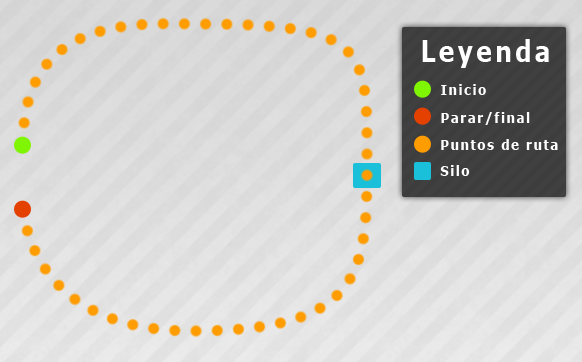 Leyenda
Inicio
Parar/final
Puntos de ruta
Silo